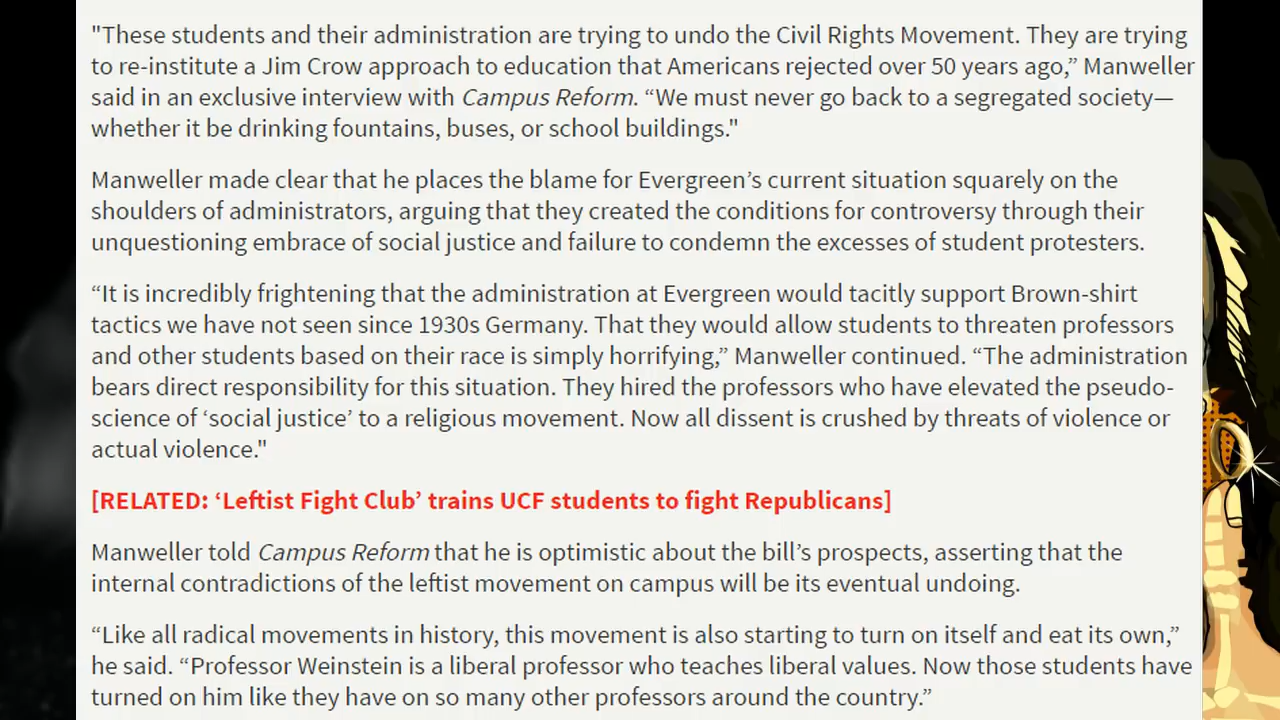 "These students and their administration are trying to undo the Civil Rights Movement. They are trying
to re-institute a Jim Crow approach to education that Americans rejected over 50 years ago,” Manweller
said in an exclusive interview with Campus Reform. “We must never go back to a segregated society—
whether it be drinking fountains, buses, or school buildings."
Manweller made clear that he places the blame for Evergreen’s current situation squarely on the
shoulders of administrators, arguing that they created the conditions for controversy through their
unquestioning embrace of social justice and failure to condemn the excesses of student protesters.
“It is incredibly frightening that the administration at Evergreen would tacitly support Brown-shirt
tactics we have not seen since 1930s Germany. That they would allow students to threaten professors
and other students based on their race is simply horrifying,” Manweller continued. “The administration
bears direct responsibility for this situation. They hired the professors who have elevated the pseudo-
science of ‘social justice’ to a religious movement. Now all dissent is crushed by threats of violence or
actual violence."
[RELATED: ‘Leftist Fight Club’ trains UCF students to fight Republicans]
Manweller told Campus Reform that he is optimistic about the bill’s prospects, asserting that the
internal contradictions of the leftist movement on campus will be its eventual undoing.
“Like all radical movements in history, this movement is also starting to turn on itself and eat its own,”
he said. “Professor Weinstein is a liberal professor who teaches liberal values. Now those students have
turned on him like they have on so many other professors around the country.”